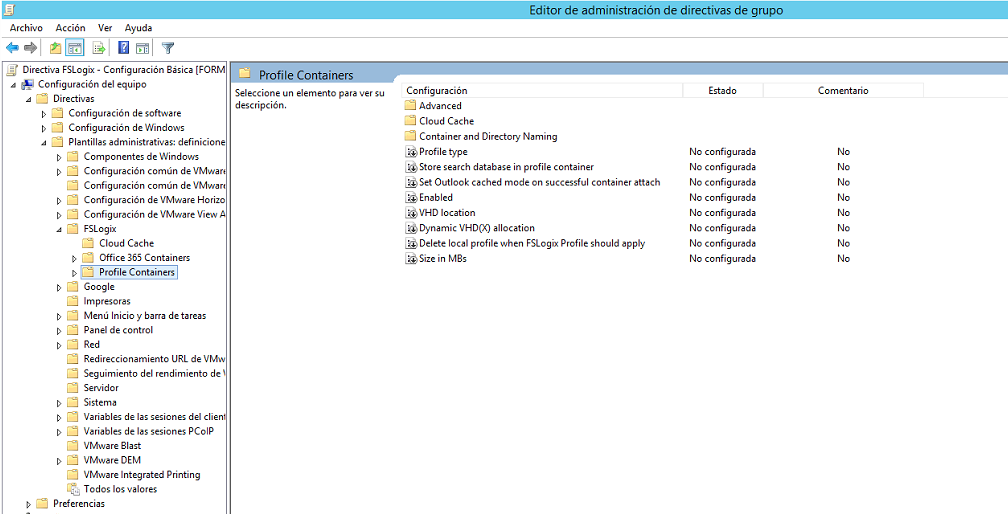 Editor de administración de directivas de grupo
Archivo Acción Ver Ayuda
Directiva FSLogix - Configuración Básica [FORM
Configuración del equipo
Directivas
Configuración de software
Configuración de Windows
Plantillas administrativas: definicione
Componentes de Windows
Configuración común de VMware
Configuración común de VMwar
Configuración de VMware Horizo
Configuración de VMware View A
FSLogix
Cloud Cache
Office 365 Containers
Profile Containers
Google
Impresoras
Menú Inicio y barra de tareas
Panel de control
Red
Redireccionamiento URL de VMw
Seguimiento del rendimiento de
Servidor
Sistema
Variables de las sesiones del clien
Variables de las sesiones PCoIP
VMware Blast
VMware DEM
VMware Integrated Printing
Todos los valores
Preferencias
Profile Containers
Seleccione un elemento para ver su
descripción.
Configuración Estado Comentario
Advanced
Cloud Cache
Container and Directory Naming
Profile type No configurada No
Store search database in profile container No configurada No
Set Outlook cached mode on successful container attach No configurada No
Enabled No configurada No
VHD location No configurada No
Dynamic VHD(X) allocation No configurada No
Delete local profile when FSLogix Profile should apply No configurada No
Size in MBs No configurada No